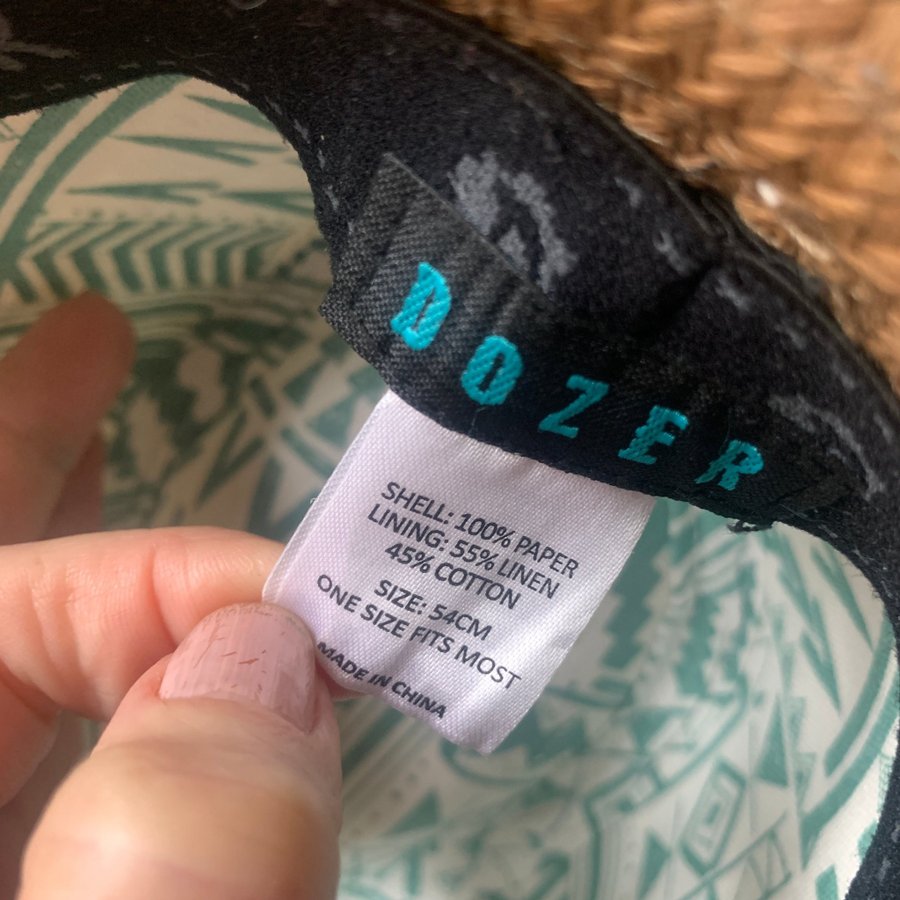 DOZER
SHELL: 100% PAPER
LINING: 55% LINEN
45% COTTON
SIZE: 54CM
ONE SIZE FITS MOST
MADE IN CHINA